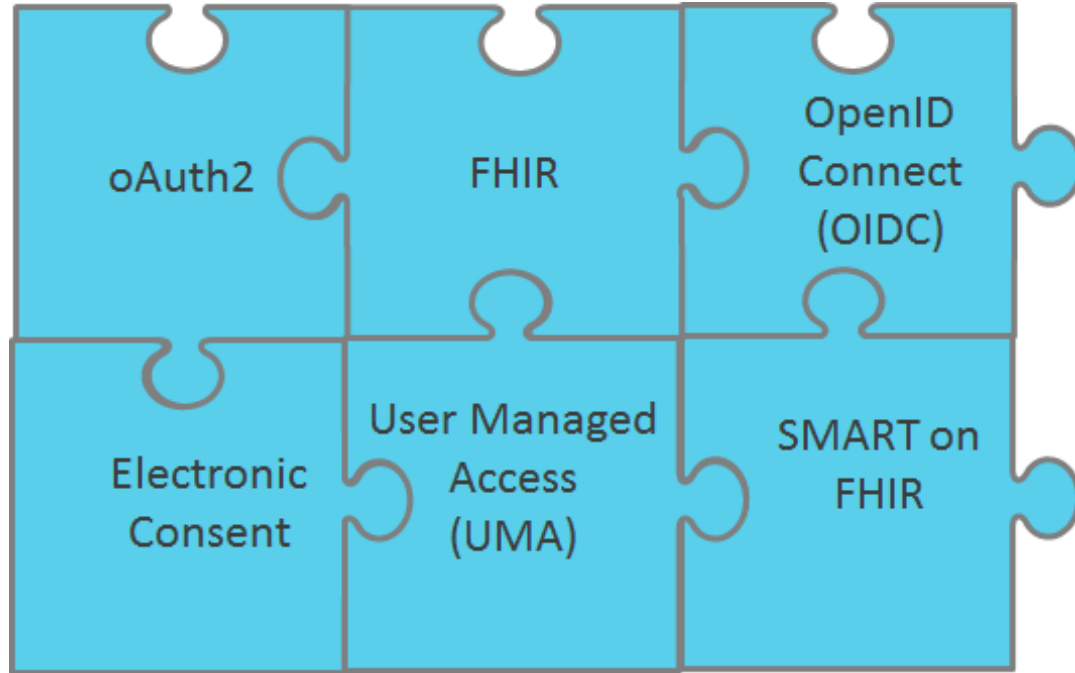 oAuth2
FHIR
OpenID
Connect
(OIDC)
Electronic
Consent
User Managed
Access
(UMA)
SMART on
FHIR